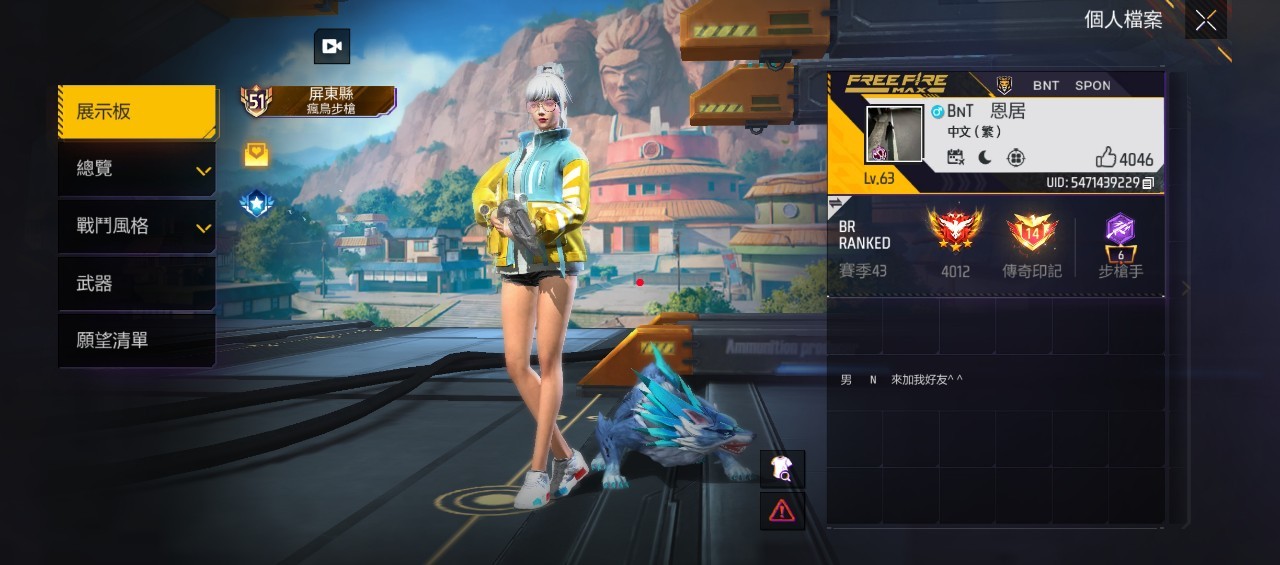 個人檔案
展示板
總覽
戰鬥風格
武器
願望清單
51
屏東縣
瘋鳥步槍
FREE FIRE
MAX
BNT SPON
BNT 恩居
中文 (繁)
4046
Lv.63
UID: 5471439229
BR
RANKED
賽季43
4012
14
傳奇印記
6
步槍手
男 N 來加我好友^ ^